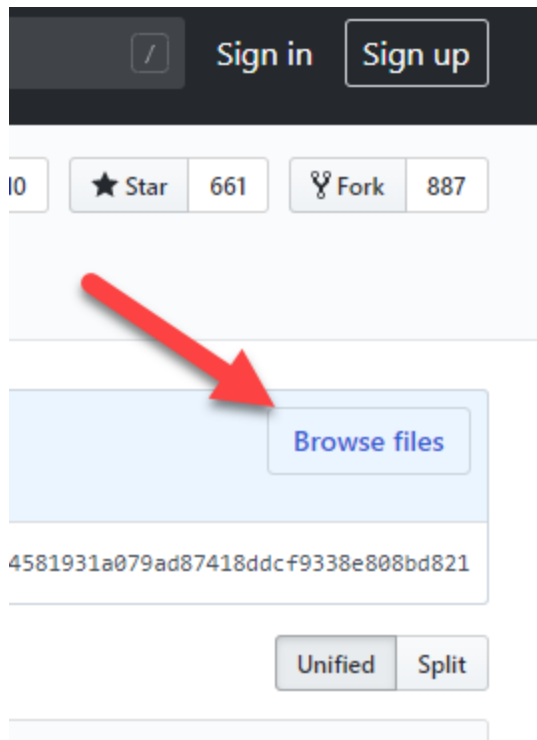 / Sign in Sign up
Star 661 Fork 887
Browse files
4581931a079ad87418ddcf9338e808bd821
Unified Split